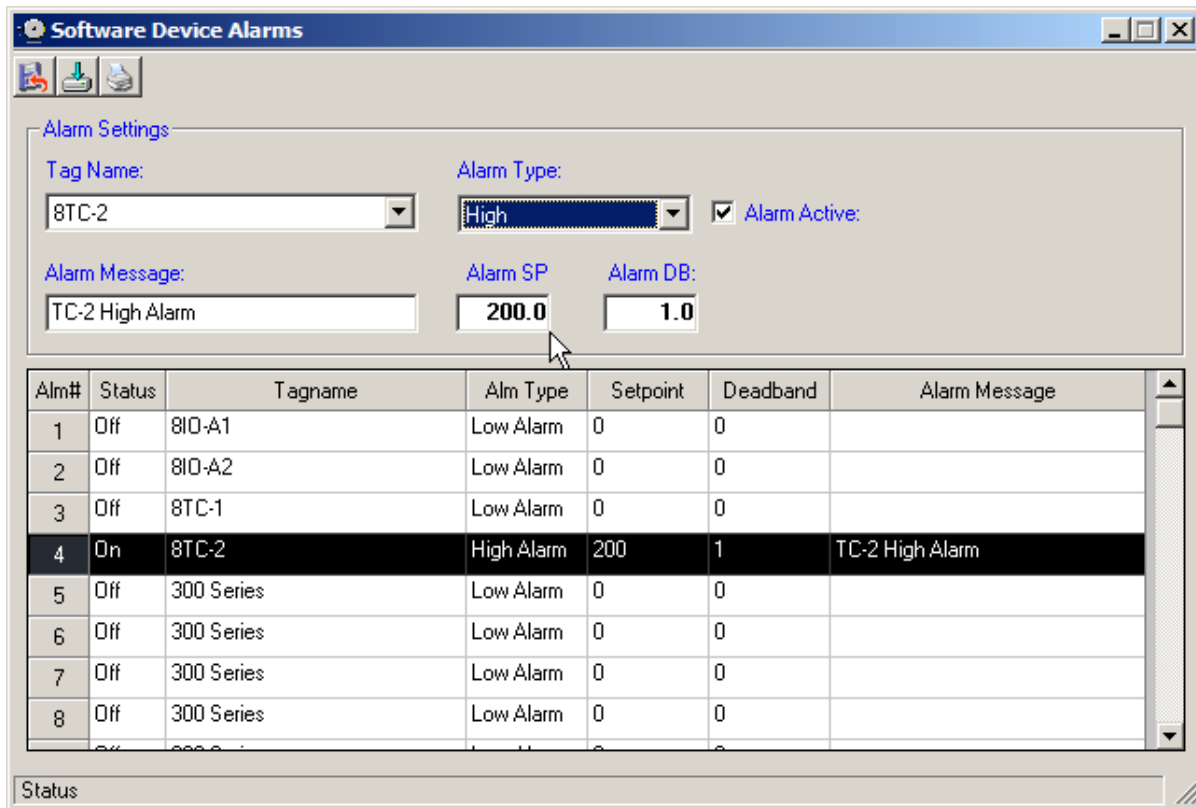 Software Device Alarms
Alarm Settings
Tag Name: Alarm Type:
8TC-2 High Alarm Active:
Alarm Message: Alarm SP Alarm DB:
TC-2 High Alarm 200.0 1.0
Alm# Status Tagname Alm Type Setpoint Deadband Alarm Message
1 Off 8IO-A1 Low Alarm 0 0
2 Off 8IO-A2 Low Alarm 0 0
3 Off 8TC-1 Low Alarm 0 0
4 On 8TC-2 High Alarm 200 1 TC-2 High Alarm
5 Off 300 Series Low Alarm 0 0
6 Off 300 Series Low Alarm 0 0
7 Off 300 Series Low Alarm 0 0
8 Off 300 Series Low Alarm 0 0
Status